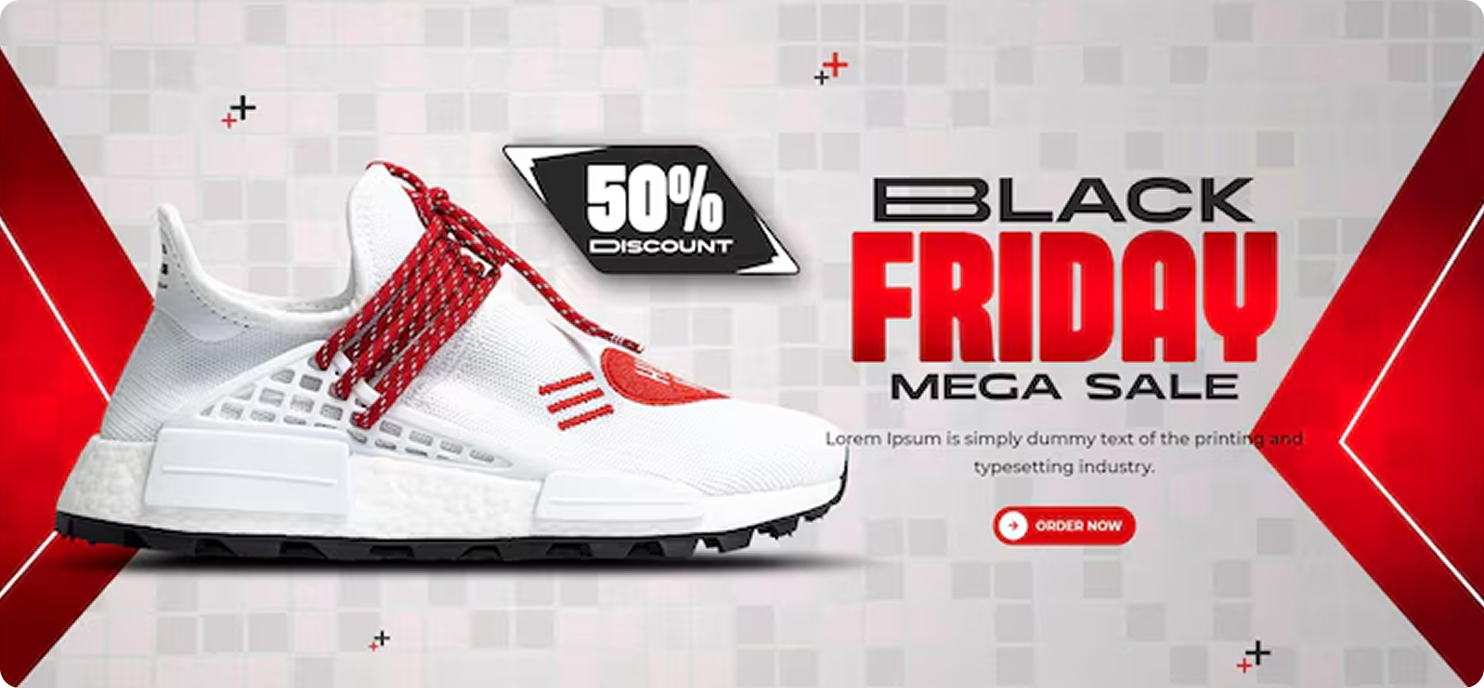 50%
DISCOUNT
BLACK
FRIDAY
MEGA SALE
Lorem Ipsum is simply dummy text of the printing and
typesetting industry.
ORDER NOW